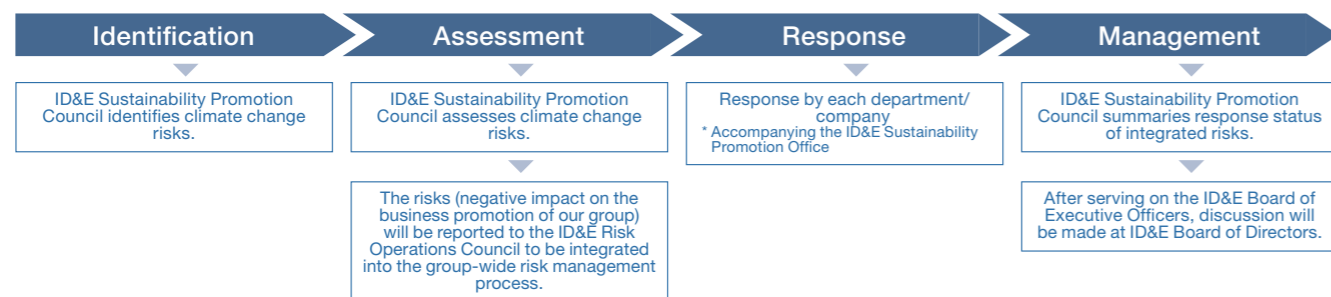 Identification
ID&E Sustainability Promotion
Council identifies climate change
risks.
Assessment
ID&E Sustainability Promotion
Council assesses climate change
risks.
The risks (negative impact on the
business promotion of our group)
will be reported to the ID&E Risk
Operations Council to be integrated
into the group-wide risk management
process.
Response
Response by each department/
company
* Accompanying the ID&E Sustainability
Promotion Office
Management
ID&E Sustainability Promotion
Council summaries response status
of integrated risks.
After serving on the ID&E Board of
Executive Officers, discussion will
be made at ID&E Board of Directors.